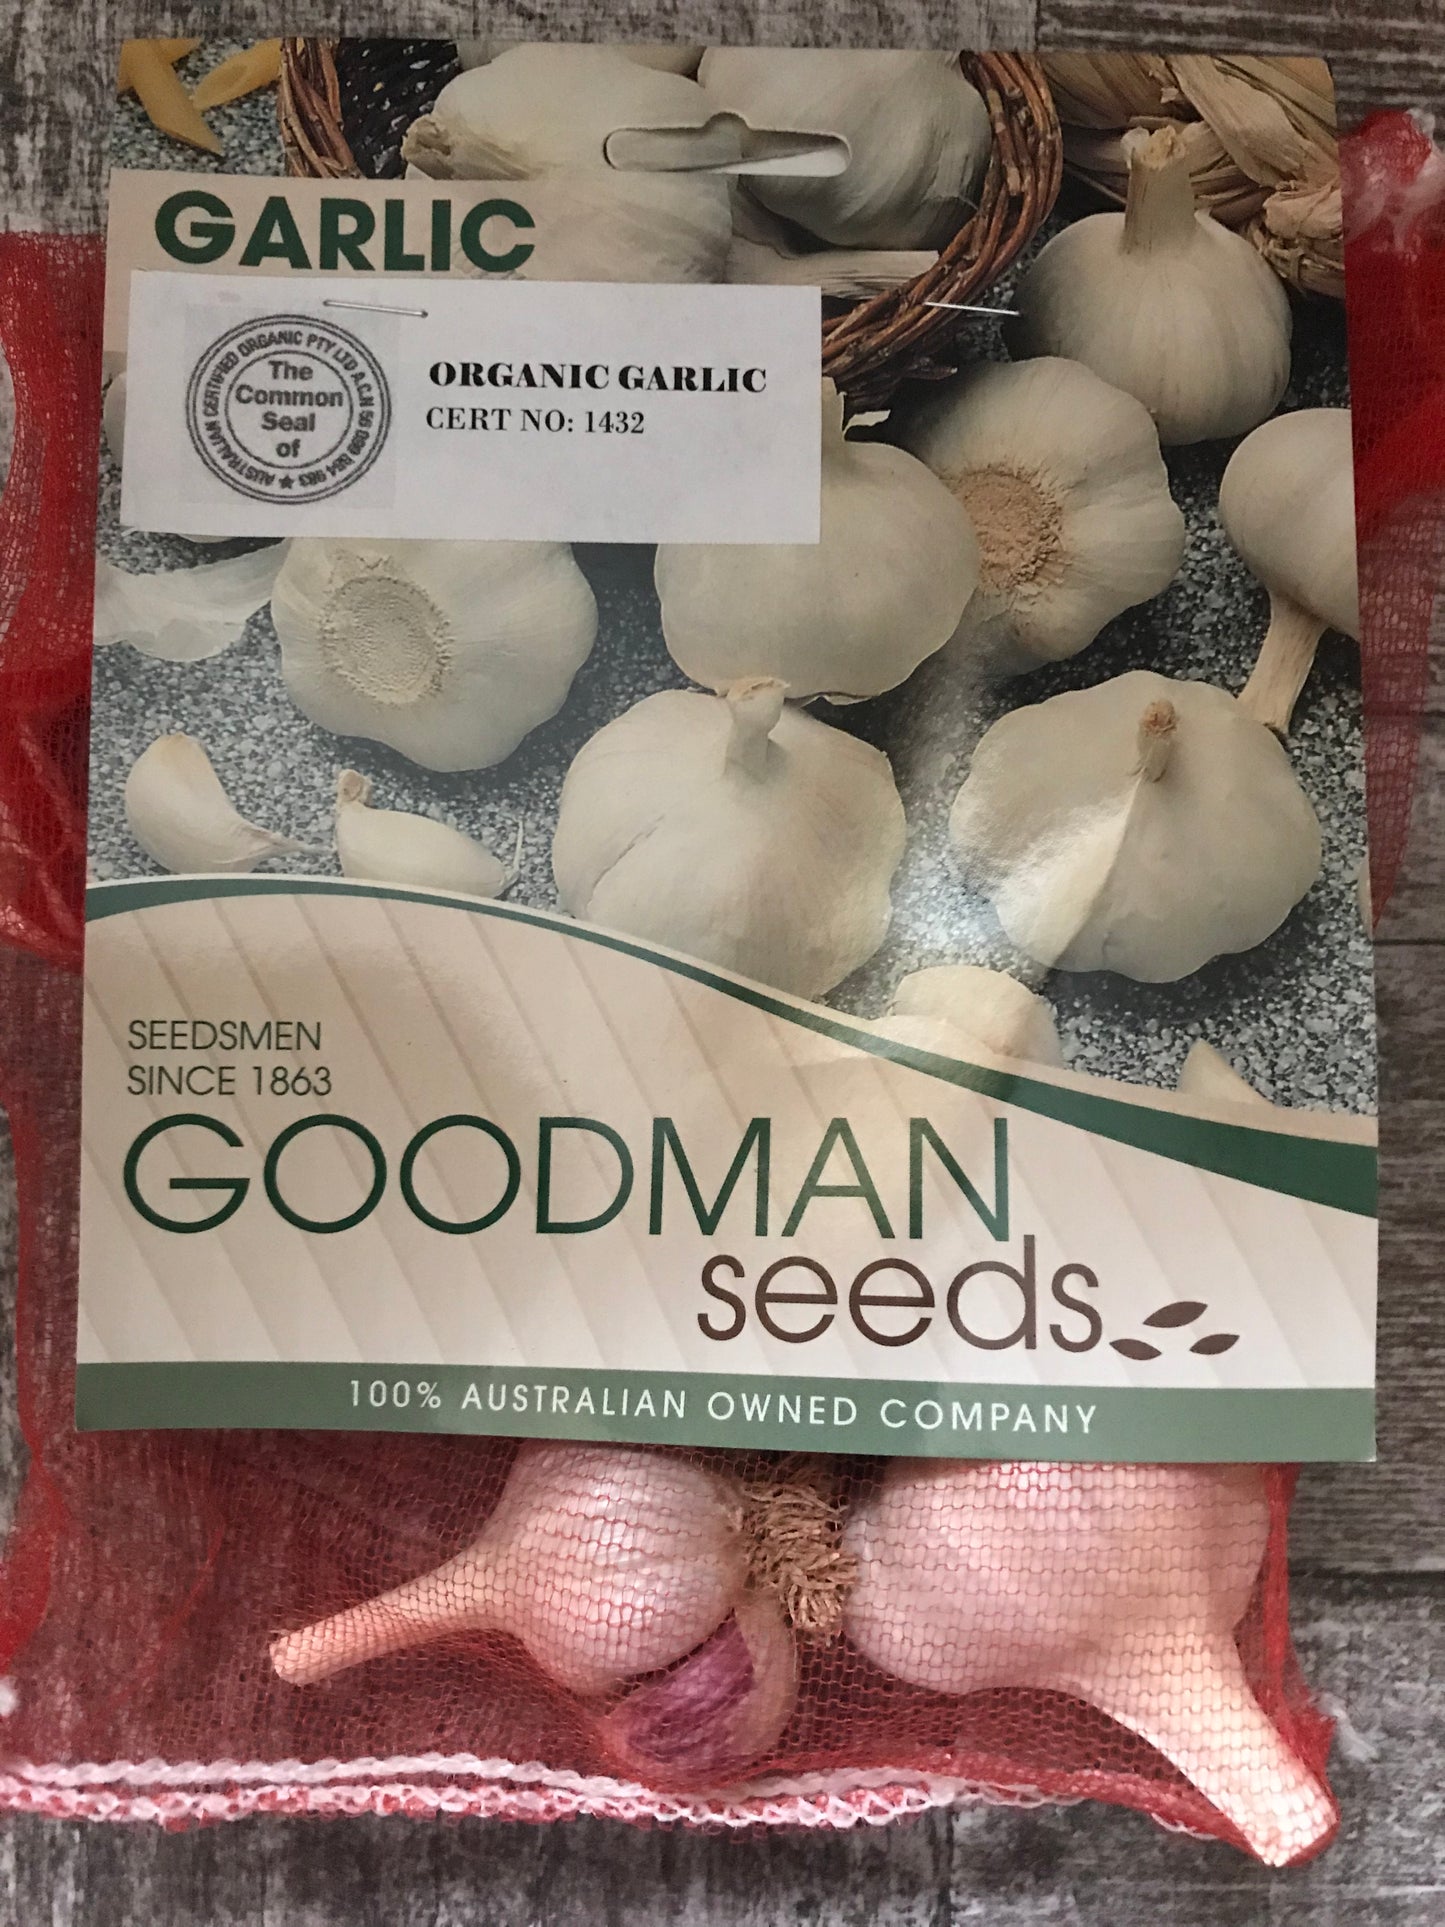 GARLIC
AUSTRALIAN CERTIFIED ORGANIC PTY LTD A.C.N
The
Common
Seal
of
ORGANIC GARLIC
CERT NO: 1432
SEEDSMEN
SINCE 1863
GOODMAN
seeds
100% AUSTRALIAN OWNED COMPANY